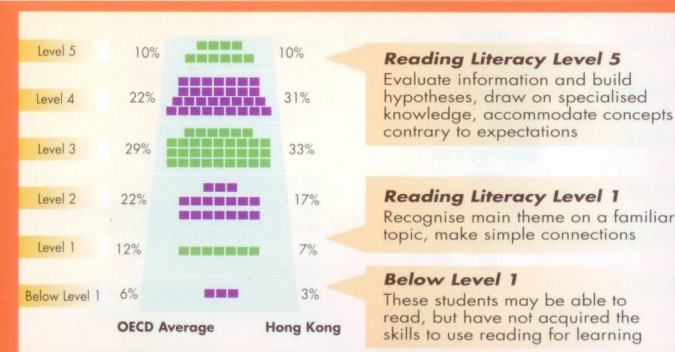 Level 5 10% 10%
Level 4 22% 31%
Level 3 29% 33%
Level 2 22% 17%
Level 1 12% 7%
Below Level 1 6% 3%
OECD Average Hong Kong
Reading Literacy Level 5
Evaluate information and build
hypotheses, draw on specialised
knowledge, accommodate concepts
contrary to expectations
Reading Literacy Level 1
Recognise main theme on a familiar
topic, make simple connections
Below Level 1
These students may be able to
read, but have not acquired the
skills to use reading for learning